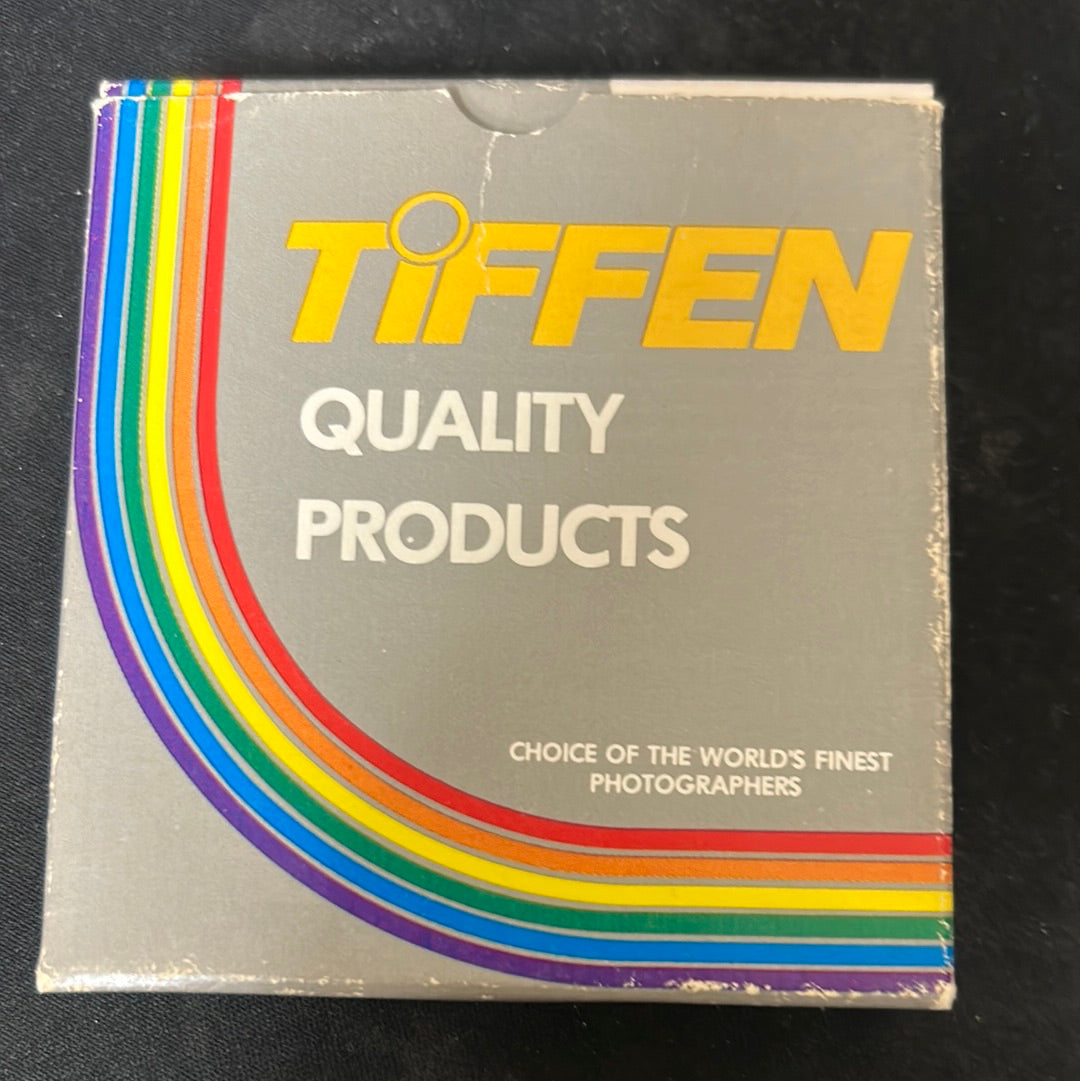 TiFFEN
QUALITY
PRODUCTS
CHOICE OF THE WORLD'S FINEST
PHOTOGRAPHERS